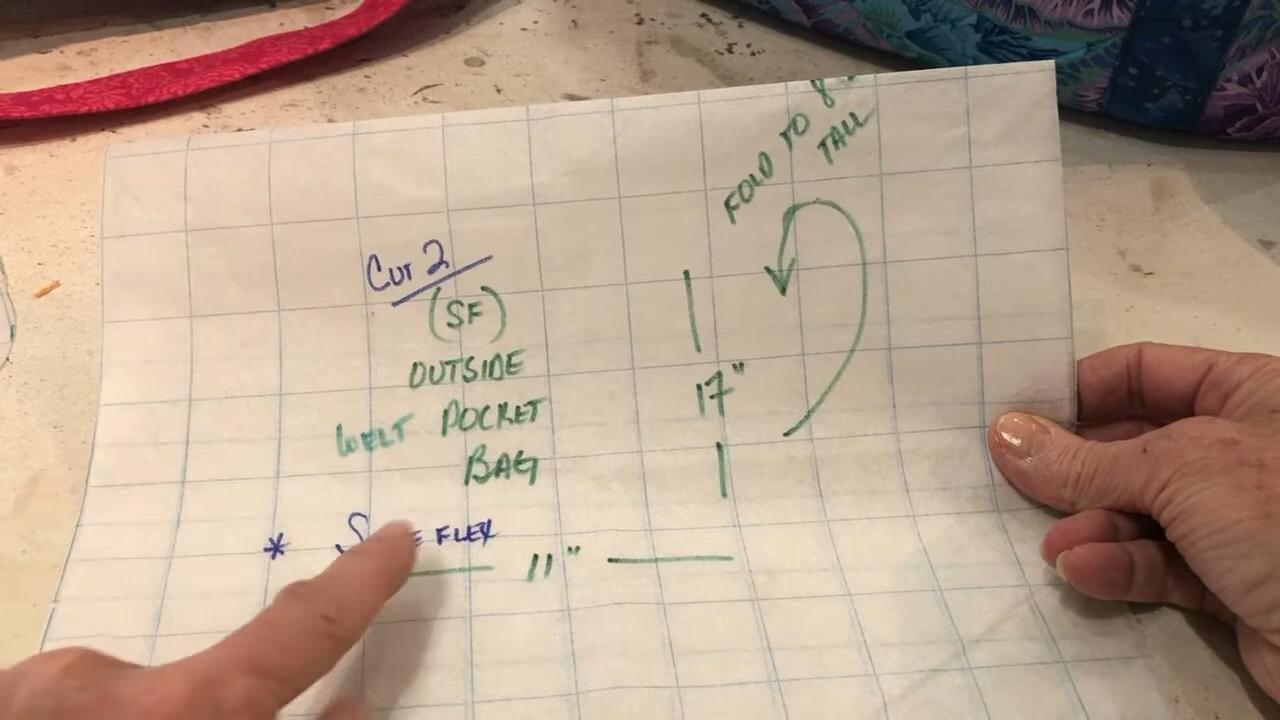 FOLD TO 8
TALL
CUT 2
(SF)
OUTSIDE
WELT POCKET
BAG
17"
* FLEX
11"